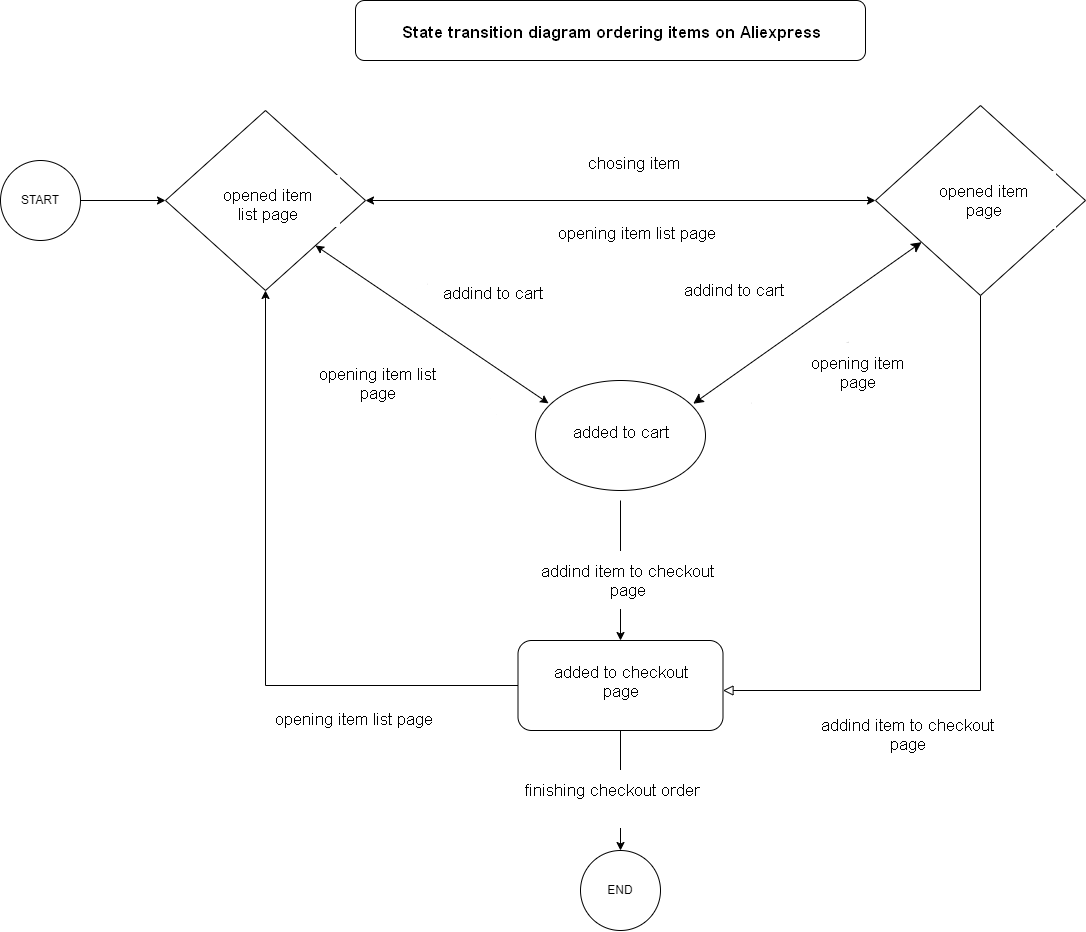 State transition diagram ordering items on Aliexpress
START
opened item
list page
chosing item
opening item list page
opened item
page
addind to cart
addind to cart
opening item list
page
opening item
page
added to cart
addind item to checkout
page
added to checkout
page
opening item list page
addind item to checkout
page
finishing checkout order
END